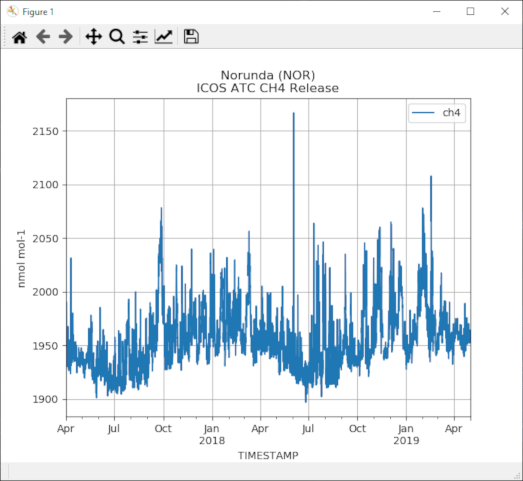 Figure 1
Norunda (NOR)
ICOS ATC CH4 Release
ch4
2150
2100
2050
2000
1950
1900
nmol mol-1
Apr Jul Oct Jan Apr Jul Oct Jan Apr
2018 2019
TIMESTAMP